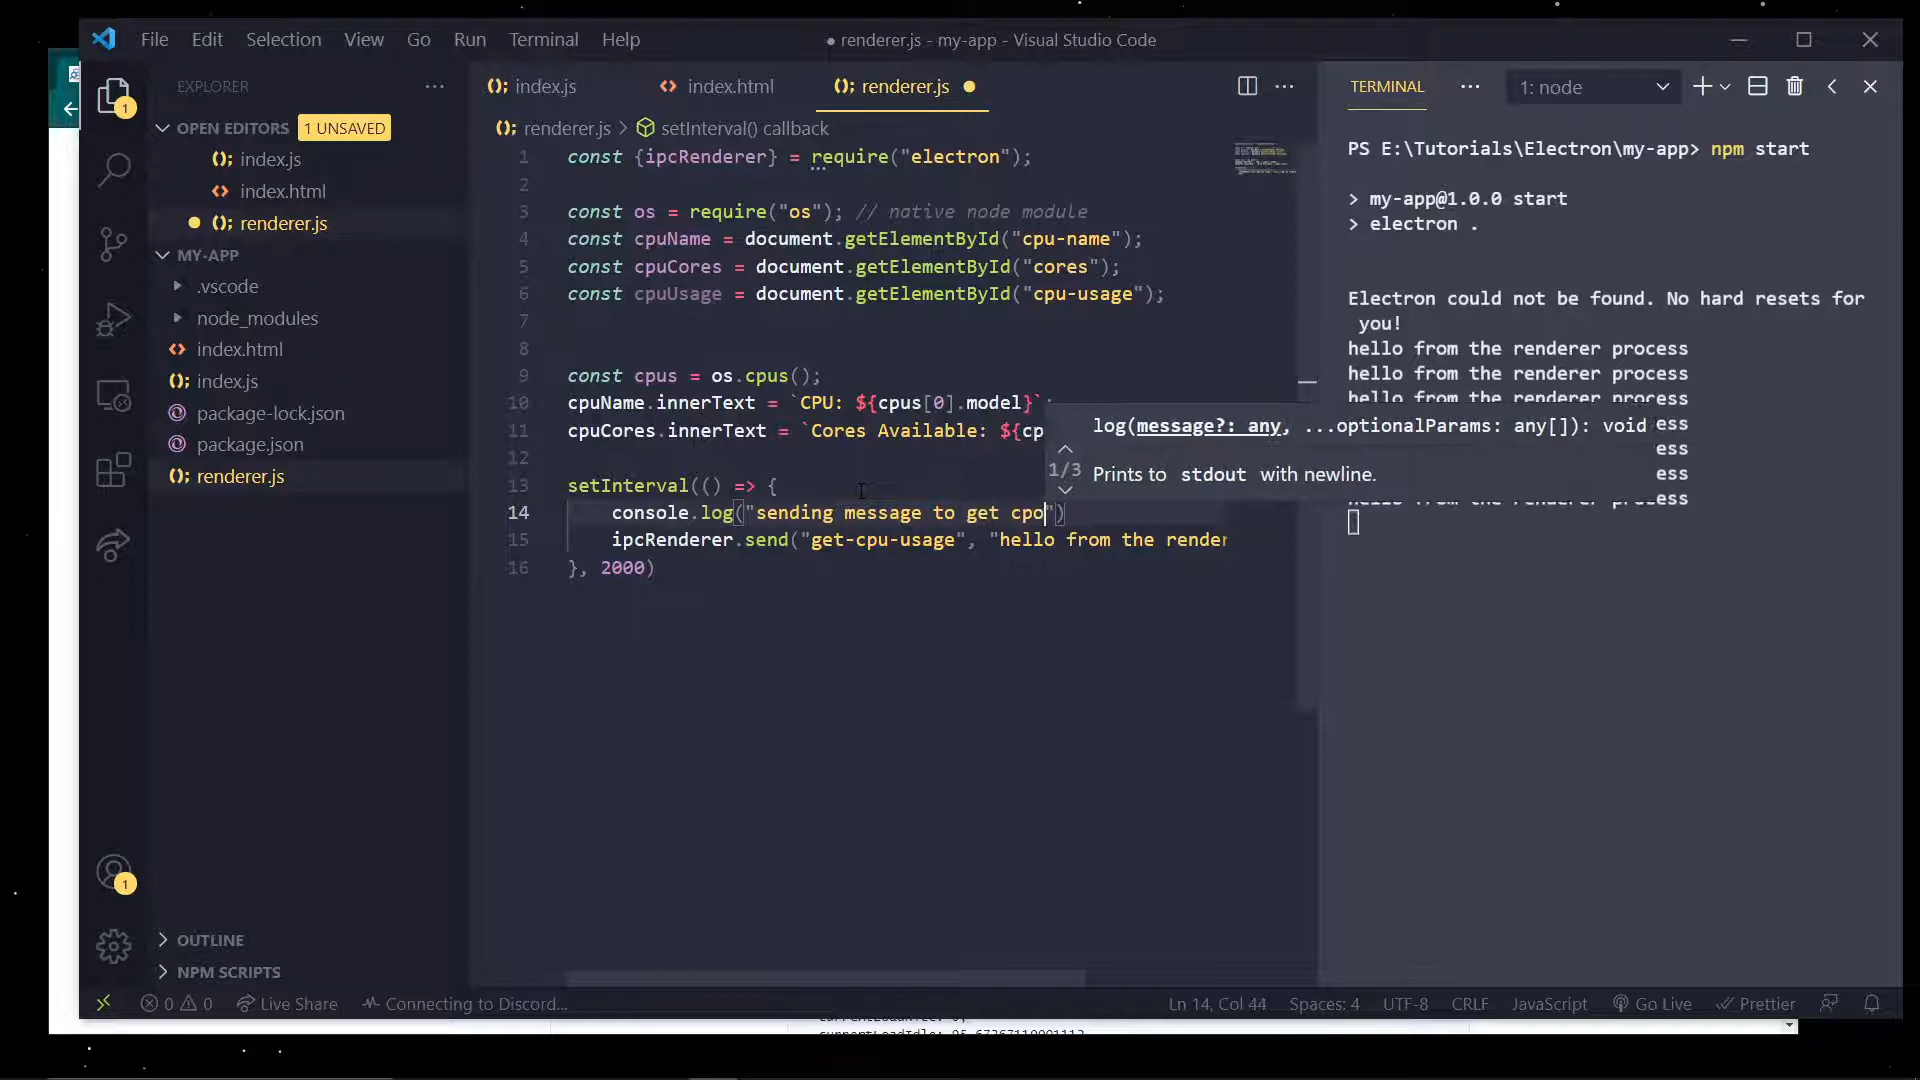 File Edit Selection View Go Run Terminal Help
● renderer.js - my-app - Visual Studio Code
EXPLORER
OPEN EDITORS 1 UNSAVED
index.js
index.html
renderer.js
MY-APP
.vscode
node_modules
index.html
index.js
package-lock.json
package.json
renderer.js
OUTLINE
NPM SCRIPTS
1
1
index.js index.html renderer.js
renderer.js > setInterval() callback
1 const {ipcRenderer} = require("electron");
2
3 const os = require("os"); // native node module
4 const cpuName = document.getElementById("cpu-name");
5 const cpuCores = document.getElementById("cores");
6 const cpuUsage = document.getElementById("cpu-usage");
7
8
9 const cpus = os.cpus();
10 cpuName.innerText = `CPU: ${cpus[0].model}`;
11 cpuCores.innerText = `Cores Available: ${cp
12
13 setInterval(() => {
14 console.log("sending message to get cpo")
15 ipcRenderer.send("get-cpu-usage", "hello from the render
16 }, 2000)
log(message?: any, ...optionalParams: any[]): void
1/3
Prints to stdout with newline.
TERMINAL
1: node
PS E:\Tutorials\Electron\my-app> npm start
> my-app@1.0.0 start
> electron .
Electron could not be found. No hard resets for
you!
hello from the renderer process
hello from the renderer process
hello from the renderer process
ess
ess
ess
hello from the renderer process
0 0 Live Share Connecting to Discord...
Ln 14, Col 44 Spaces: 4 UTF-8 CRLF JavaScript Go Live Prettier